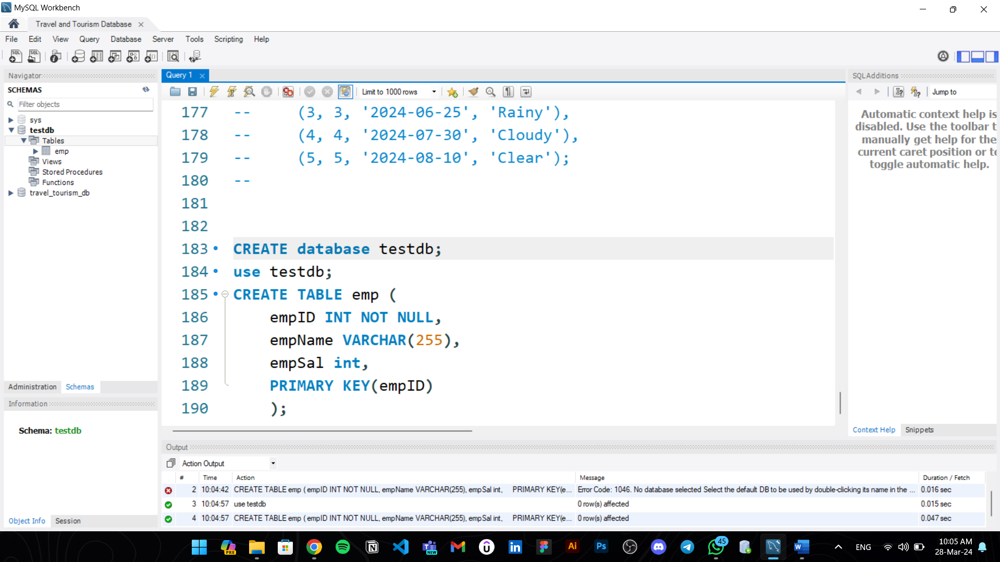 MySQL Workbench
Travel and Tourism Database
File Edit View Query Database Server Tools Scripting Help
Navigator
SCHEMAS
Filter objects
sys
testdb
Tables
emp
Views
Stored Procedures
Functions
travel_tourism_db
Administration Schemas
Information
Schema: testdb
Object Info Session
Query 1
Limit to 1000 rows
177 -- (3, 3, '2024-06-25', 'Rainy'),
178 -- (4, 4, '2024-07-30', 'Cloudy'),
179 -- (5, 5, '2024-08-10', 'Clear');
180 --
181
182
183 CREATE database testdb;
184 use testdb;
185 CREATE TABLE emp (
186 empID INT NOT NULL,
187 empName VARCHAR(255),
188 empSal int,
189 PRIMARY KEY(empID)
190 );
SQLAdditions
Jump to
Automatic context help is
disabled. Use the toolbar t
manually get help for the
current caret position or to
toggle automatic help.
Context Help Snippets
Output
Action Output
# Time Action Message Duration / Fetch
2 10:04:42 CREATE TABLE emp ( empID INT NOT NULL, empName VARCHAR(255), empSal int, PRIMARY KEY(e... Error Code: 1046. No database selected Select the default DB to be used by double-clicking its name in the ... 0.016 sec
3 10:04:57 use testdb 0 row(s) affected 0.015 sec
4 10:04:57 CREATE TABLE emp ( empID INT NOT NULL, empName VARCHAR(255), empSal int, PRIMARY KEY(e... 0 row(s) affected 0.047 sec
PRE NEW Ai Ps 45 W ENG 10:05 AM
28-Mar-24